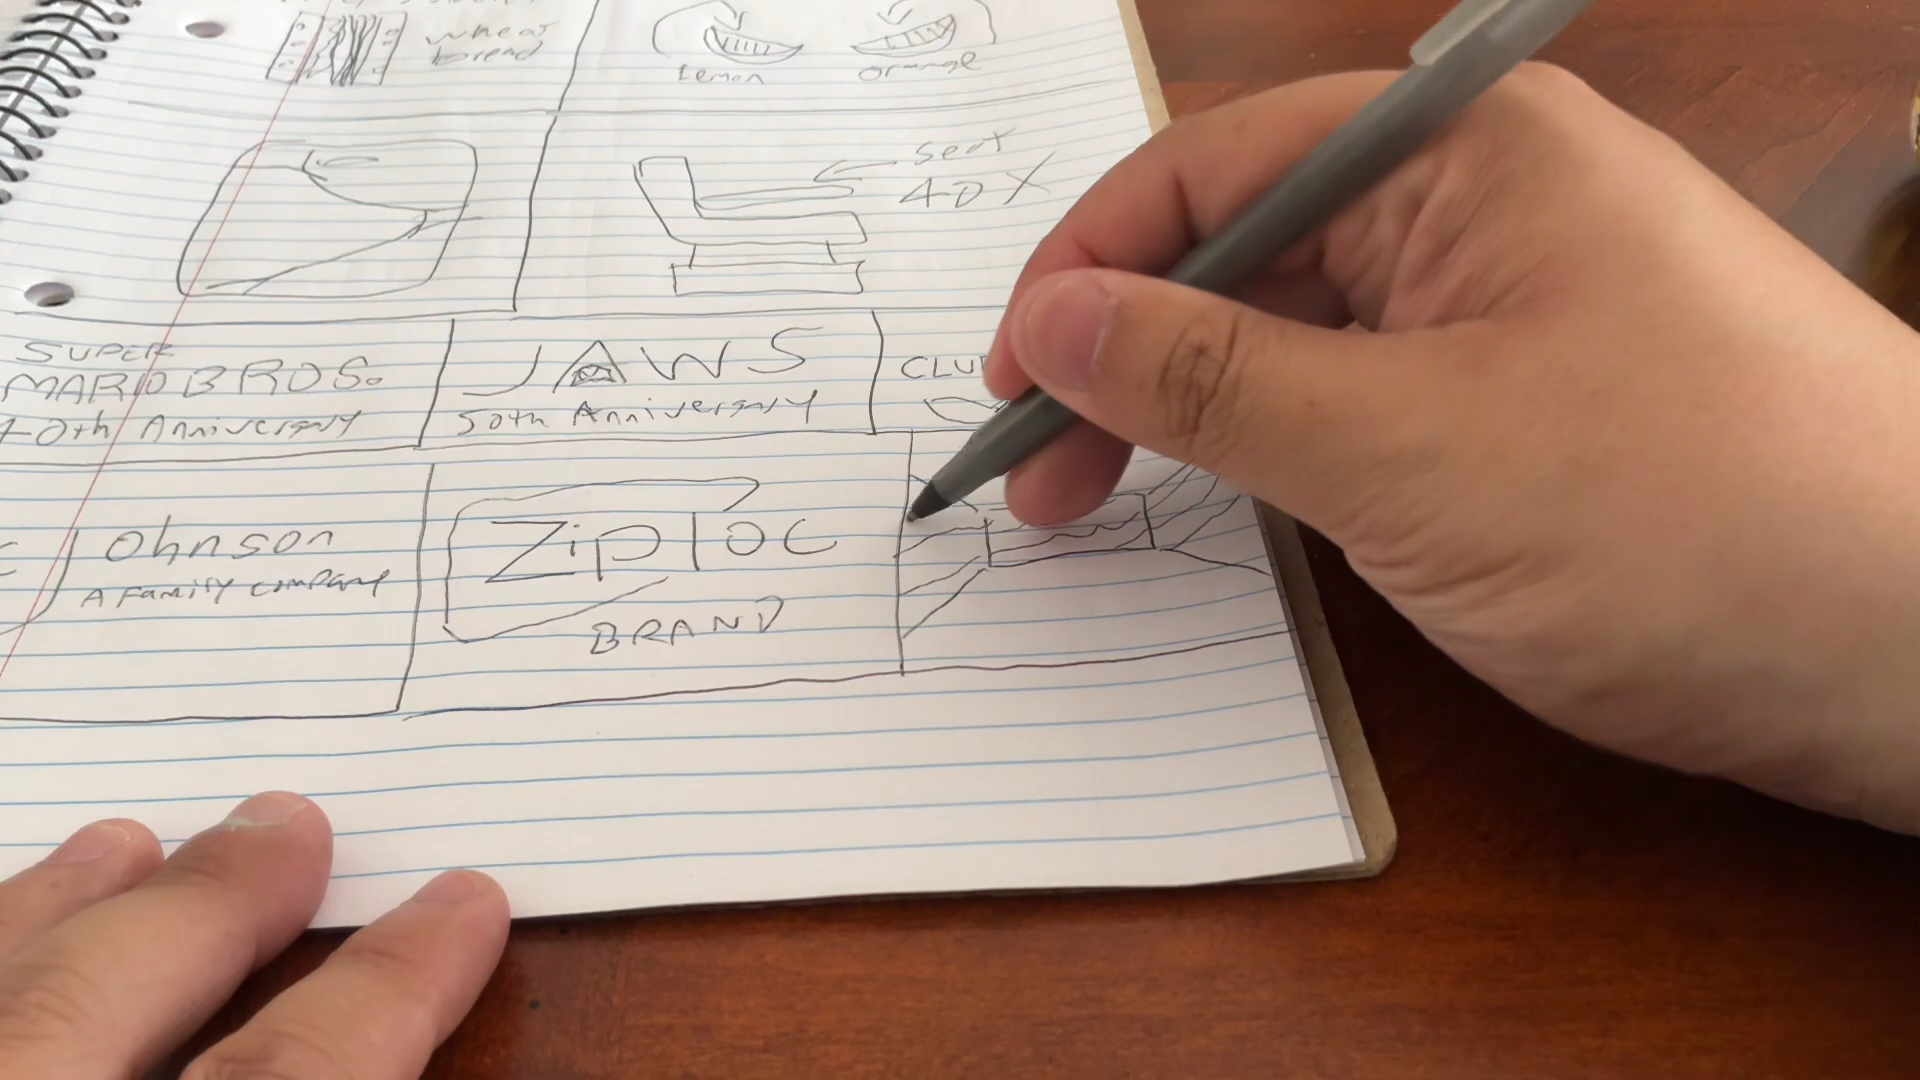 wheat
bread
Lemon
orange
seat
40X
SUPER
MARIO BROS.
40th Anniversary
JAWS
50th Anniversary
CLU
C Johnson
A Family company
Ziploc
BRAND